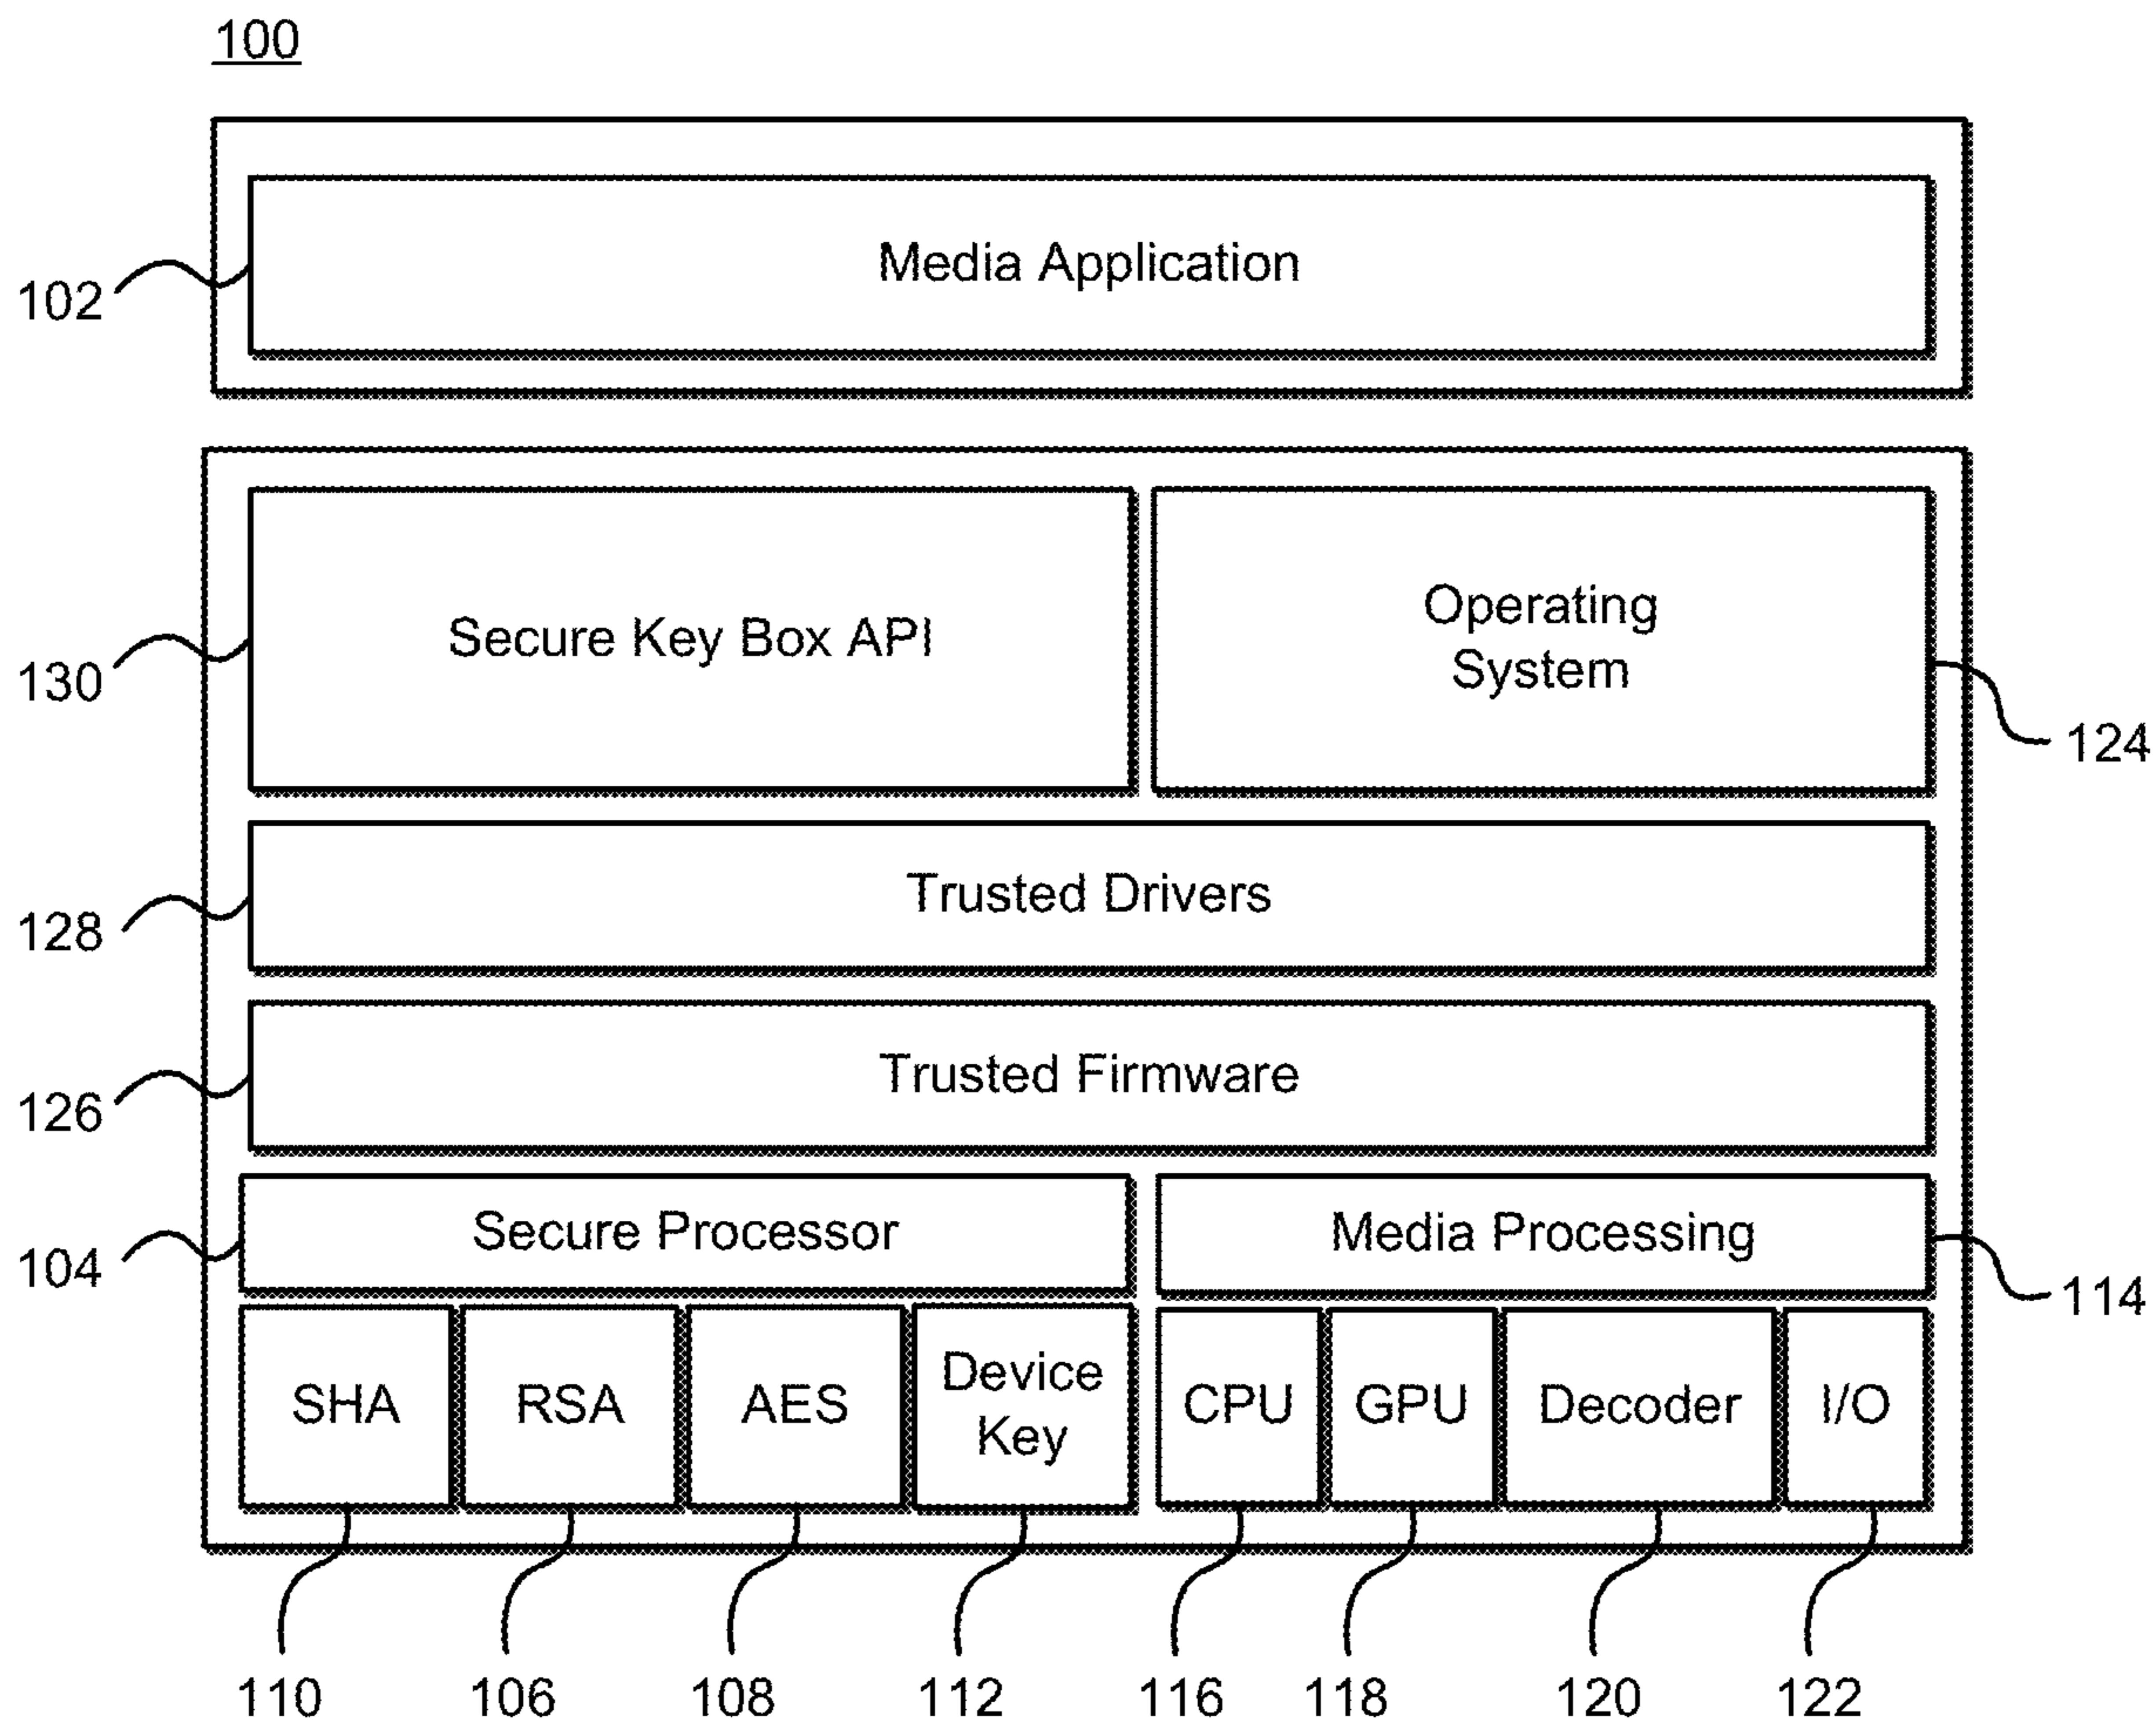 100
Media Application
102
Secure Key Box API
Operating
System
130
124
Trusted Drivers
128
Trusted Firmware
126
Secure Processor
Media Processing
104
114
SHA
RSA
AES
Device
Key
CPU
GPU
Decoder
I/O
110
106
108
112
116
118
120
122